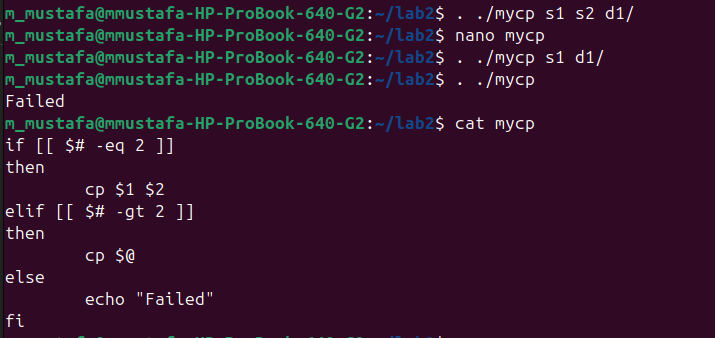 m_mustafa@mmustafa-HP-ProBook-640-G2:~/lab2$ . ./mycp s1 s2 d1/
m_mustafa@mmustafa-HP-ProBook-640-G2:~/lab2$ nano mycp
m_mustafa@mmustafa-HP-ProBook-640-G2:~/lab2$ . ./mycp s1 d1/
m_mustafa@mmustafa-HP-ProBook-640-G2:~/lab2$ . ./mycp
Failed
m_mustafa@mmustafa-HP-ProBook-640-G2:~/lab2$ cat mycp
if [[ $# -eq 2 ]]
then
        cp $1 $2
elif [[ $# -gt 2 ]]
then
        cp $@
else
        echo "Failed"
fi